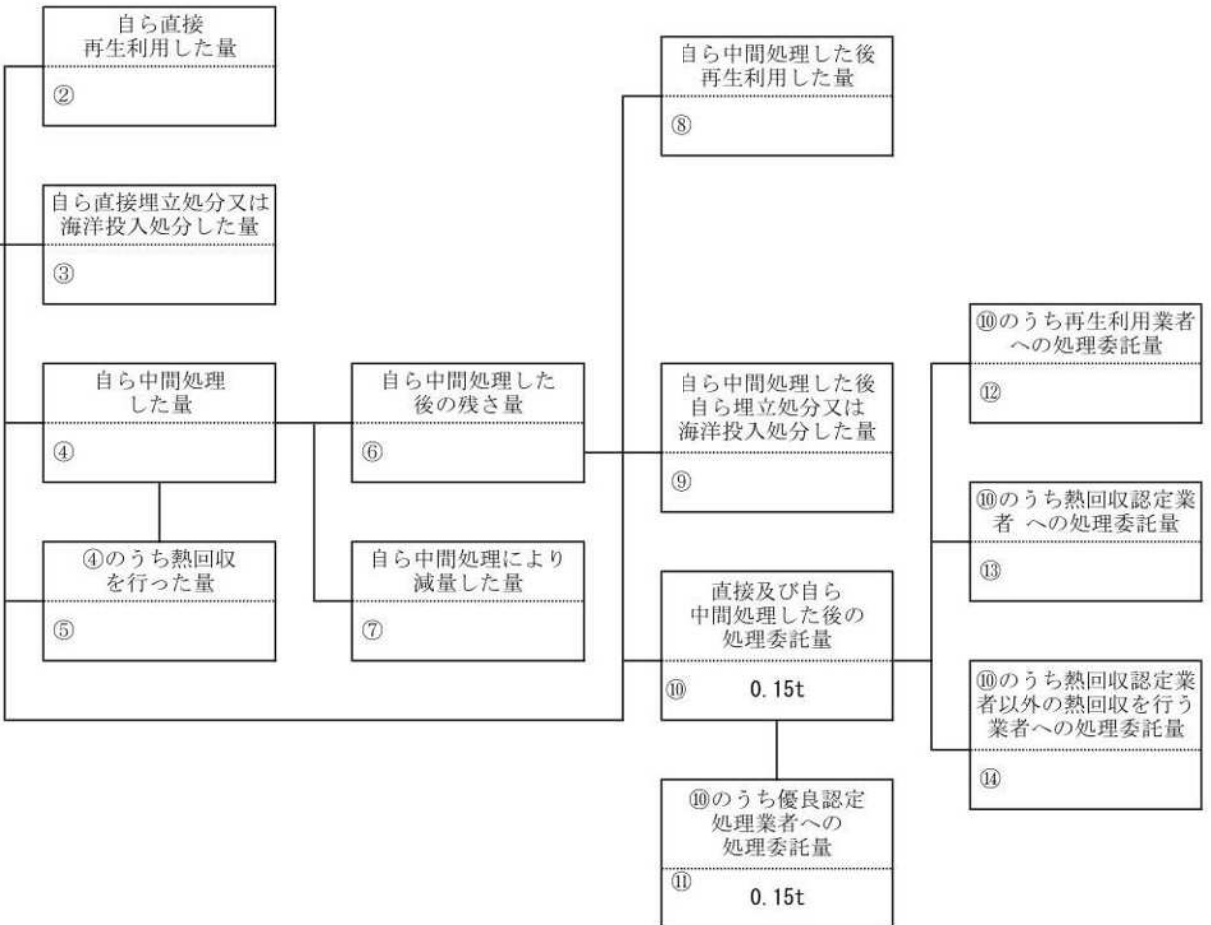 自ら直接
再生利用した量
②
自ら直接埋立処分又は
海洋投入処分した量
③
自ら中間処理
した量
④
④のうち熱回収
を行った量
⑤
自ら中間処理した
後の残さ量
⑥
自ら中間処理により
減量した量
⑦
自ら中間処理した後
再生利用した量
⑧
自ら中間処理した後
自ら埋立処分又は
海洋投入処分した量
⑨
直接及び自ら
中間処理した後の
処理委託量
⑩ 0.15t
⑩のうち優良認定
処理業者への
処理委託量
⑪ 0.15t
⑩のうち再生利用業者
への処理委託量
⑫
⑩のうち熱回収認定業
者 への処理委託量
⑬
⑩のうち熱回収認定業
者以外の熱回収を行う
業者への処理委託量
⑭